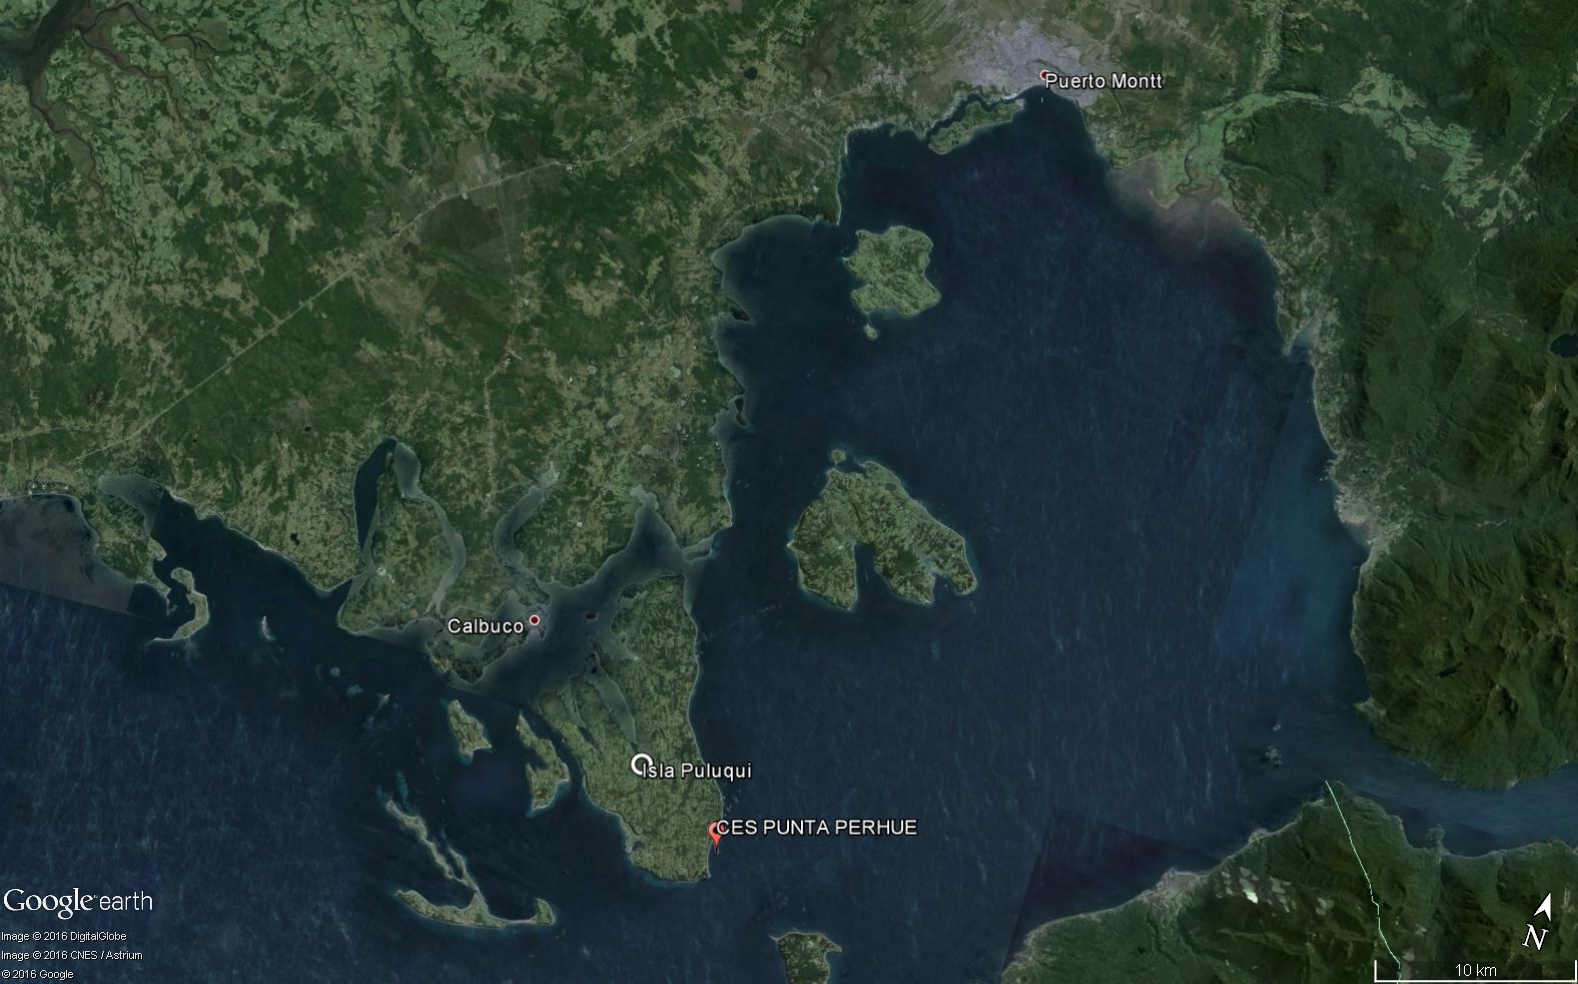 Puerto Montt
Calbuco
Isla Puluqui
CES PUNTA PERHUE
Google earth
Image © 2016 DigitalGlobe
Image © 2016 CNES / Astrium
© 2016 Google
N
10 km